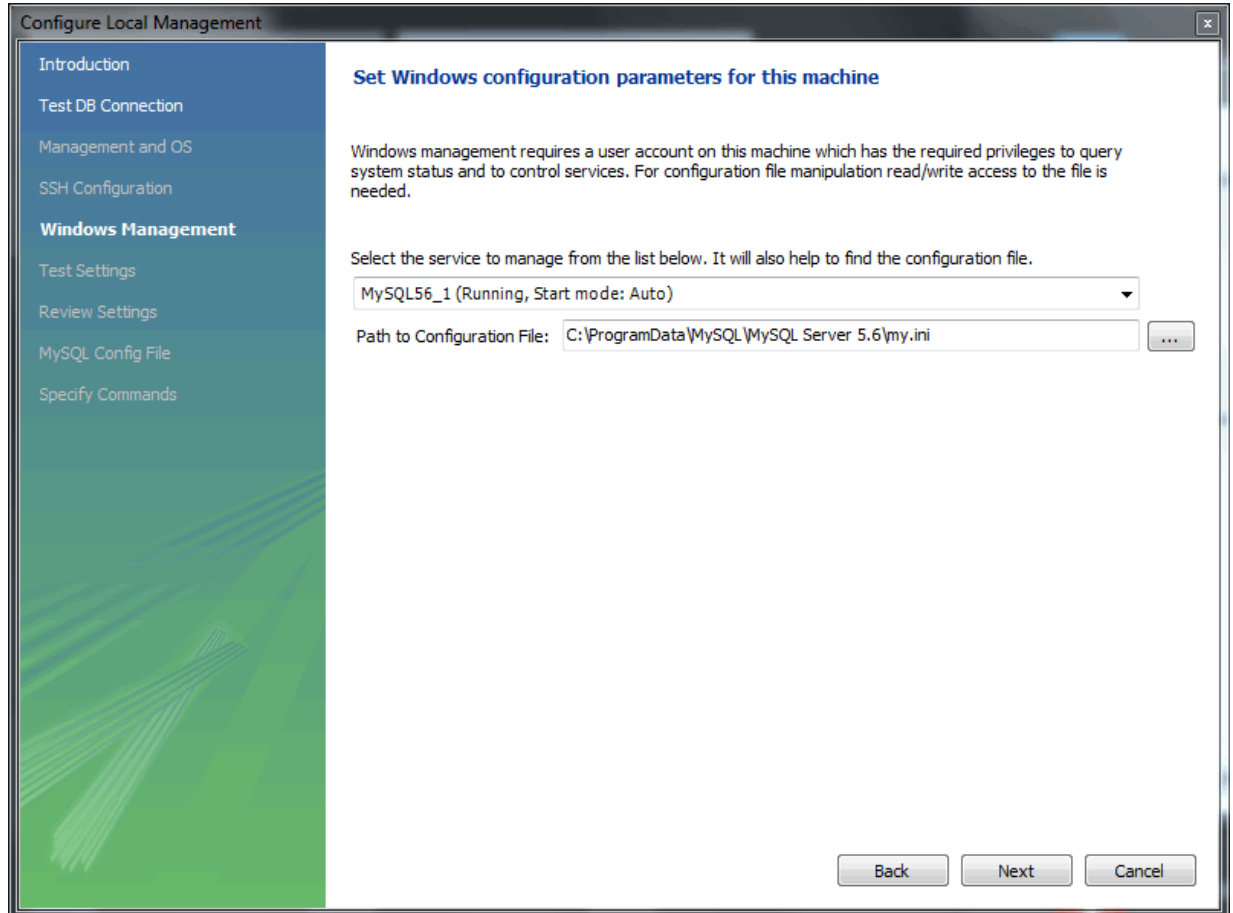 Configure Local Management
x
Introduction
Test DB Connection
Management and OS
SSH Configuration
Windows Management
Test Settings
Review Settings
MySQL Config File
Specify Commands
Set Windows configuration parameters for this machine
Windows management requires a user account on this machine which has the required privileges to query
system status and to control services. For configuration file manipulation read/write access to the file is
needed.
Select the service to manage from the list below. It will also help to find the configuration file.
MySQL56_1 (Running, Start mode: Auto)
Path to Configuration File: C:\ProgramData\MySQL\MySQL Server 5.6\my.ini ...
Back Next Cancel